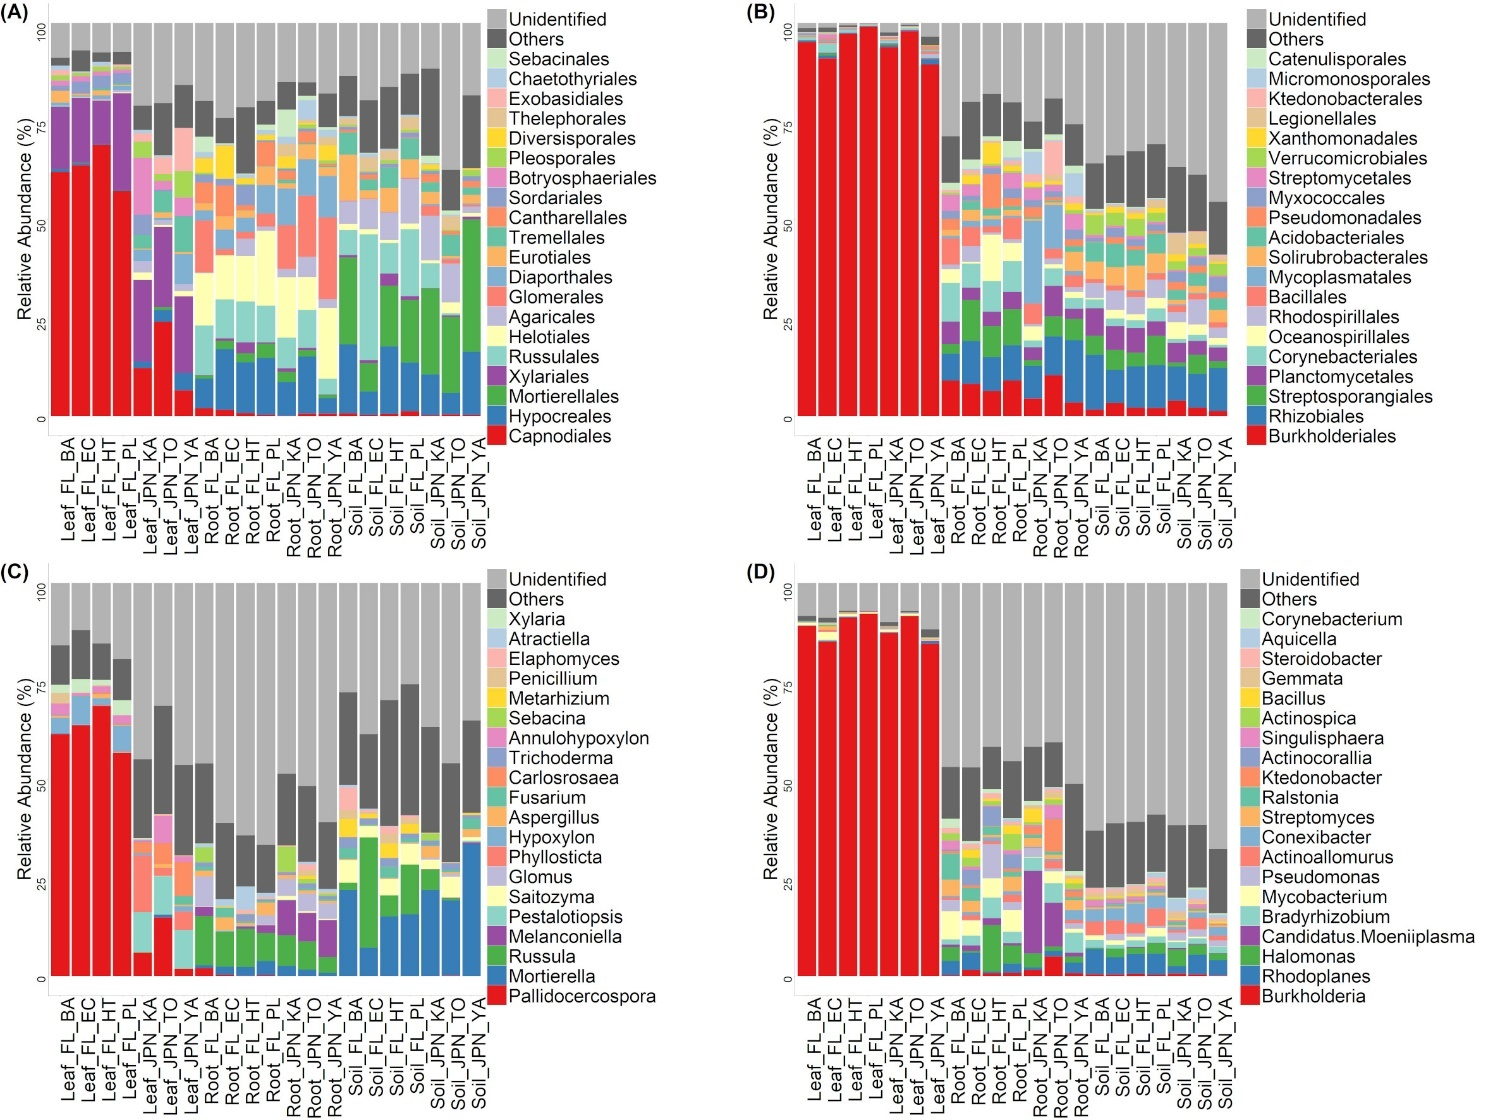 (A)
Relative Abundance (%)
100
75
50
25
0
Leaf_FL_BA
Leaf_FL_EC
Leaf_FL_HT
Leaf_FL_PL
Leaf_JPN_KA
Leaf_JPN_TO
Leaf_JPN_YA
Root_FL_BA
Root_FL_EC
Root_FL_HT
Root_FL_PL
Root_JPN_KA
Root_JPN_TO
Root_JPN_YA
Soil_FL_BA
Soil_FL_EC
Soil_FL_HT
Soil_FL_PL
Soil_JPN_KA
Soil_JPN_TO
Soil_JPN_YA
Unidentified
Others
Sebacinales
Chaetothyriales
Exobasidiales
Thelephorales
Diversisporales
Pleosporales
Botryosphaeriales
Sordariales
Cantharellales
Tremellales
Eurotiales
Diaporthales
Glomerales
Agaricales
Helotiales
Russulales
Xylariales
Mortierellales
Hypocreales
Capnodiales
(B)
Relative Abundance (%)
100
75
50
25
0
Leaf_FL_BA
Leaf_FL_EC
Leaf_FL_HT
Leaf_FL_PL
Leaf_JPN_KA
Leaf_JPN_TO
Leaf_JPN_YA
Root_FL_BA
Root_FL_EC
Root_FL_HT
Root_FL_PL
Root_JPN_KA
Root_JPN_TO
Root_JPN_YA
Soil_FL_BA
Soil_FL_EC
Soil_FL_HT
Soil_FL_PL
Soil_JPN_KA
Soil_JPN_TO
Soil_JPN_YA
Unidentified
Others
Catenulisporales
Micromonosporales
Ktedonobacterales
Legionellales
Xanthomonadales
Verrucomicrobiales
Streptomycetales
Myxococcales
Pseudomonadales
Acidobacteriales
Solirubrobacterales
Mycoplasmatales
Bacillales
Rhodospirillales
Oceanospirillales
Corynebacteriales
Planctomycetales
Streptosporangiales
Rhizobiales
Burkholderiales
(C)
Relative Abundance (%)
100
75
50
25
0
Leaf_FL_BA
Leaf_FL_EC
Leaf_FL_HT
Leaf_FL_PL
Leaf_JPN_KA
Leaf_JPN_TO
Leaf_JPN_YA
Root_FL_BA
Root_FL_EC
Root_FL_HT
Root_FL_PL
Root_JPN_KA
Root_JPN_TO
Root_JPN_YA
Soil_FL_BA
Soil_FL_EC
Soil_FL_HT
Soil_FL_PL
Soil_JPN_KA
Soil_JPN_TO
Soil_JPN_YA
Unidentified
Others
Xylaria
Atractiella
Elaphomyces
Penicillium
Metarhizium
Sebacina
Annulohypoxylon
Trichoderma
Carlosrosaea
Fusarium
Aspergillus
Hypoxylon
Phyllosticta
Glomus
Saitozyma
Pestalotiopsis
Melanconiella
Russula
Mortierella
Pallidocercospora
(D)
Relative Abundance (%)
100
75
50
25
0
Leaf_FL_BA
Leaf_FL_EC
Leaf_FL_HT
Leaf_FL_PL
Leaf_JPN_KA
Leaf_JPN_TO
Leaf_JPN_YA
Root_FL_BA
Root_FL_EC
Root_FL_HT
Root_FL_PL
Root_JPN_KA
Root_JPN_TO
Root_JPN_YA
Soil_FL_BA
Soil_FL_EC
Soil_FL_HT
Soil_FL_PL
Soil_JPN_KA
Soil_JPN_TO
Soil_JPN_YA
Unidentified
Others
Corynebacterium
Aquicella
Steroidobacter
Gemmata
Bacillus
Actinospica
Singulisphaera
Actinocorallia
Ktedonobacter
Ralstonia
Streptomyces
Conexibacter
Actinoallomurus
Pseudomonas
Mycobacterium
Bradyrhizobium
Candidatus.Moeniiplasma
Halomonas
Rhodoplanes
Burkholderia